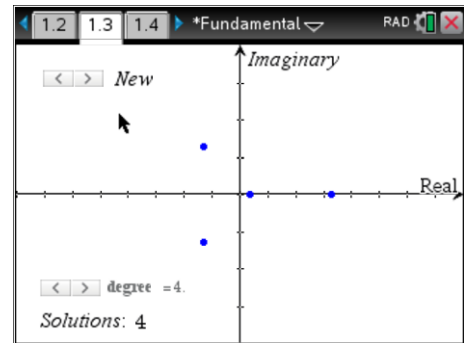 1.2 1.3 1.4 *Fundamental RAD
Imaginary
New
Real
degree =4.
Solutions: 4